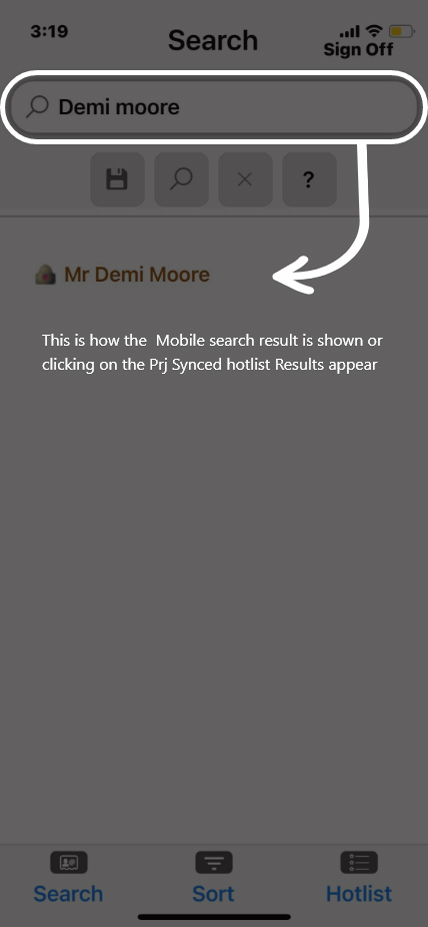 3:19
Search
Sign Off
Demi moore
?
Mr Demi Moore
This is how the  Mobile search result is shown or
clicking on the Prj Synced hotlist Results appear
Search
Sort
Hotlist